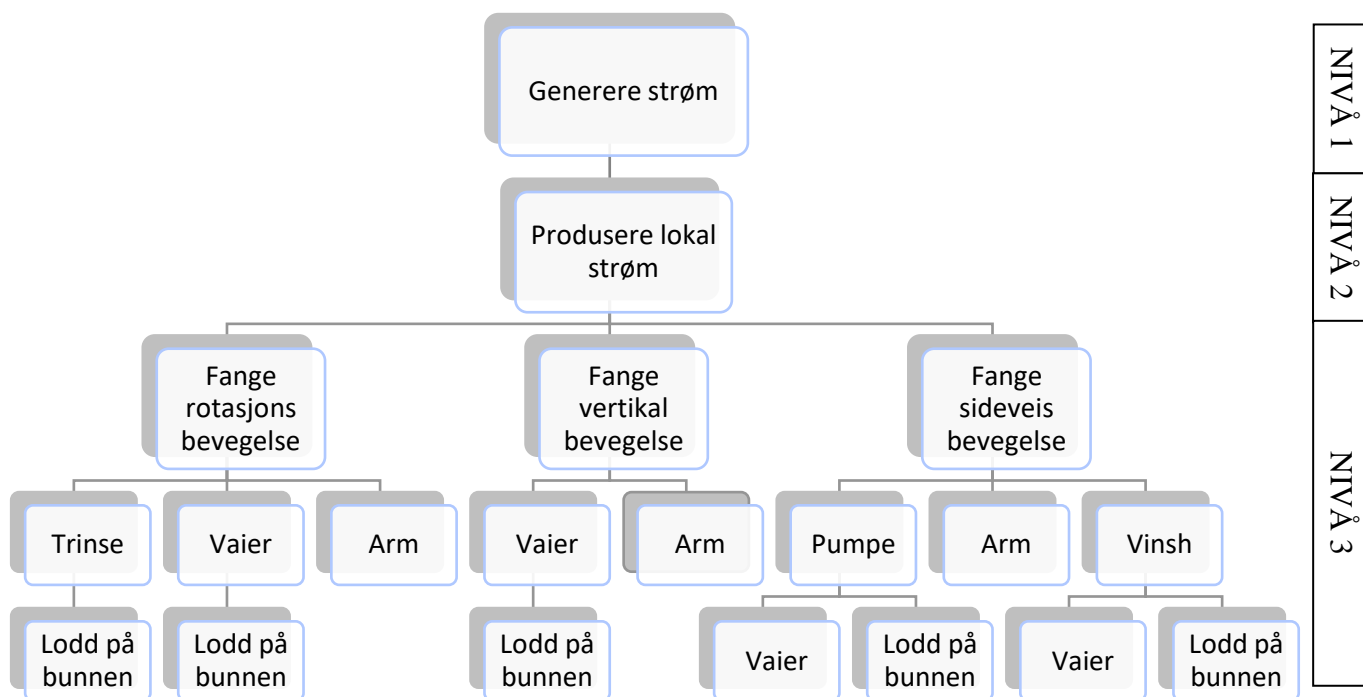 Generere strøm
NIVÅ 1
Produsere lokal
strøm
NIVÅ 2
Fange
rotasjons
bevegelse
Fange
vertikal
bevegelse
Fange
sideveis
bevegelse
NIVÅ 3
Trinse
Vaier
Arm
Vaier
Arm
Pumpe
Arm
Vinsh
Lodd på
bunnen
Lodd på
bunnen
Lodd på
bunnen
Vaier
Lodd på
bunnen
Vaier
Lodd på
bunnen